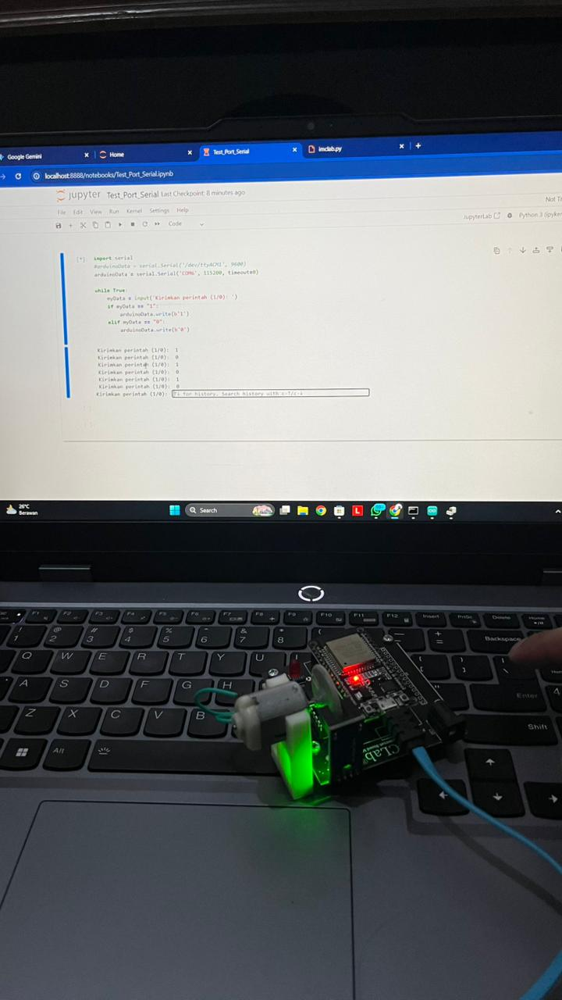 Google Gemini
Home
Test_Port_Serial
imclab.py
localhost:8888/notebooks/Test_Port_Serial.ipynb
jupyter Test_Port_Serial Last Checkpoint: 8 minutes ago
Not Tr
File Edit View Run Kernel Settings Help
JupyterLab Python 3 (ipyker
Code
[*]: import serial
#arduinoData = serial.Serial('/dev/ttyACM1', 9600)
arduinoData = serial.Serial('COM6', 115200, timeout=0)
while True:
myData = input('Kirimkan perintah (1/0): ')
if myData == "1":
arduinoData.write(b'1')
elif myData == "0":
arduinoData.write(b'0')
Kirimkan perintah (1/0): 1
Kirimkan perintah (1/0): 0
Kirimkan perintah (1/0): 1
Kirimkan perintah (1/0): 0
Kirimkan perintah (1/0): 1
Kirimkan perintah (1/0): 0
Kirimkan perintah (1/0): ↑↓ for history. Search history with c-↑/c-↓
26°C
Berawan
Search
F1 F2 F3 F4 F5 F6 F7 F8 F9 F10 F11 F12 Insert PrtSc Delete Home
! @ # $ % ^ & * ( — +
1 2 3 4 5 6 7 8 = Backspace
Q W E R T Y U I { }
[ ] \
A S D F G H " Enter 4
Z X C V B Shift
Alt
CLab